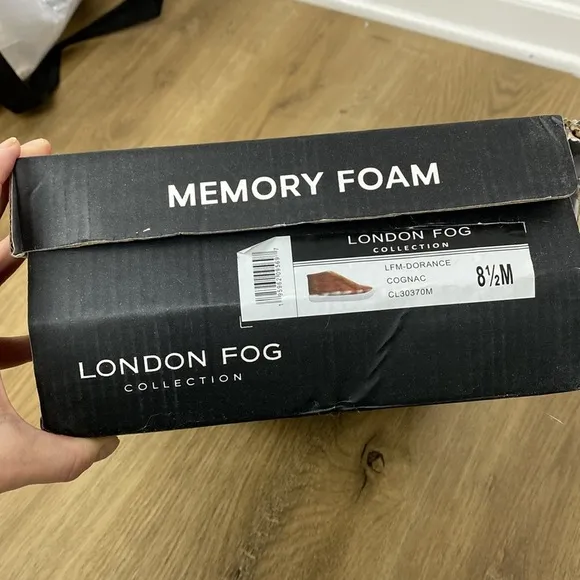 MEMORY FOAM
LONDON FOG
COLLECTION
LFM-DORANCE
COGNAC
CL30370M
8½M
LONDON FOG
COLLECTION